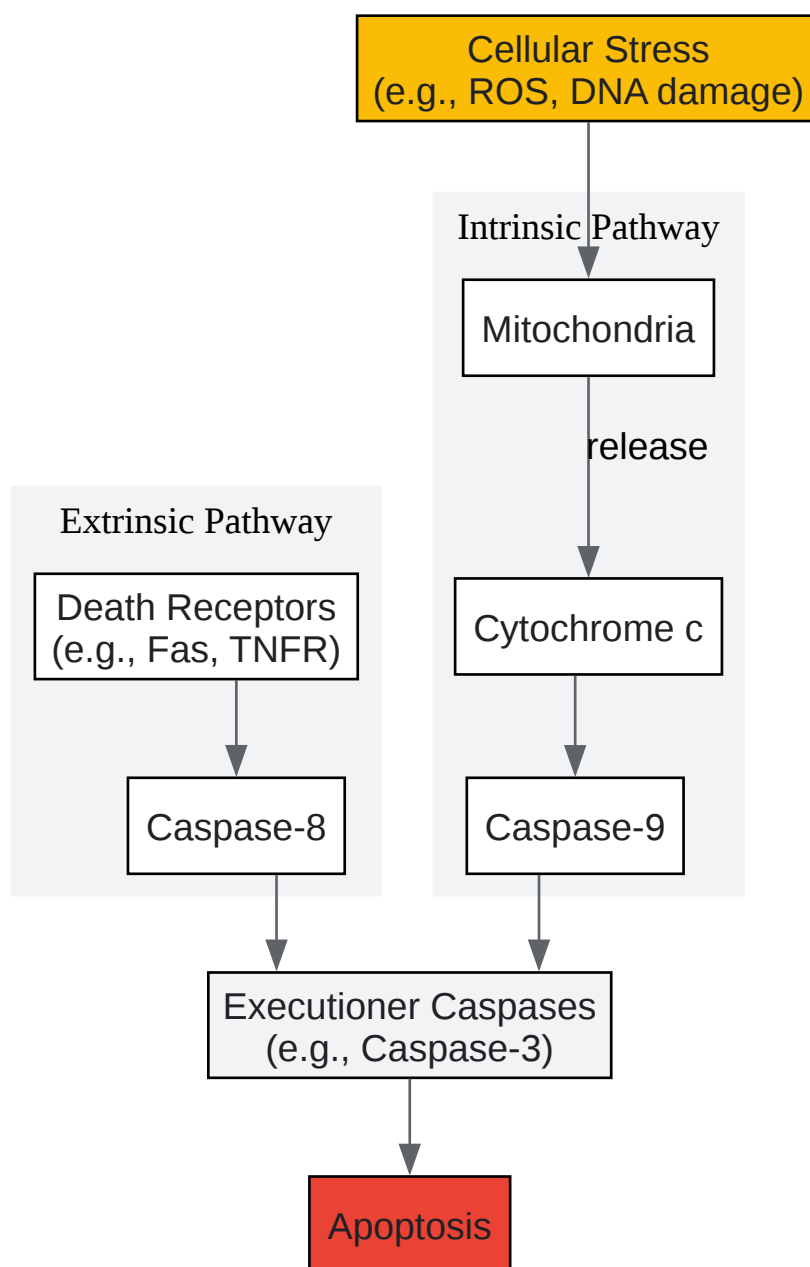 Cellular Stress
(e.g., ROS, DNA damage)
Intrinsic Pathway
Mitochondria
release
Extrinsic Pathway
Death Receptors
(e.g., Fas, TNFR)
Cytochrome c
Caspase-8
Caspase-9
Executioner Caspases
(e.g., Caspase-3)
Apoptosis